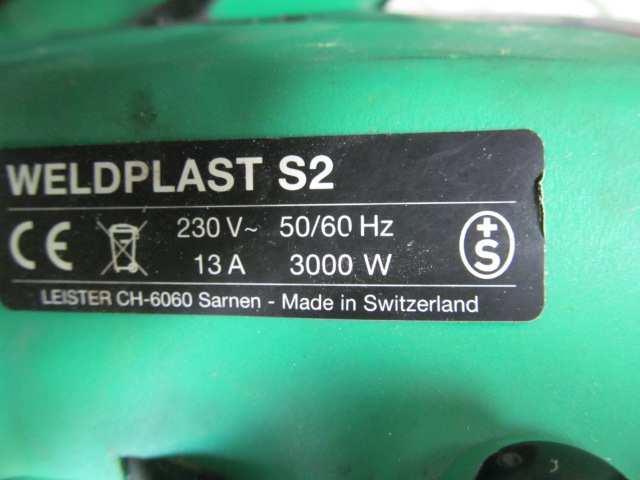 WELDPLAST S2
CE 230 V~ 50/60 Hz
13 A 3000 W
+S
LEISTER CH-6060 Sarnen - Made in Switzerland